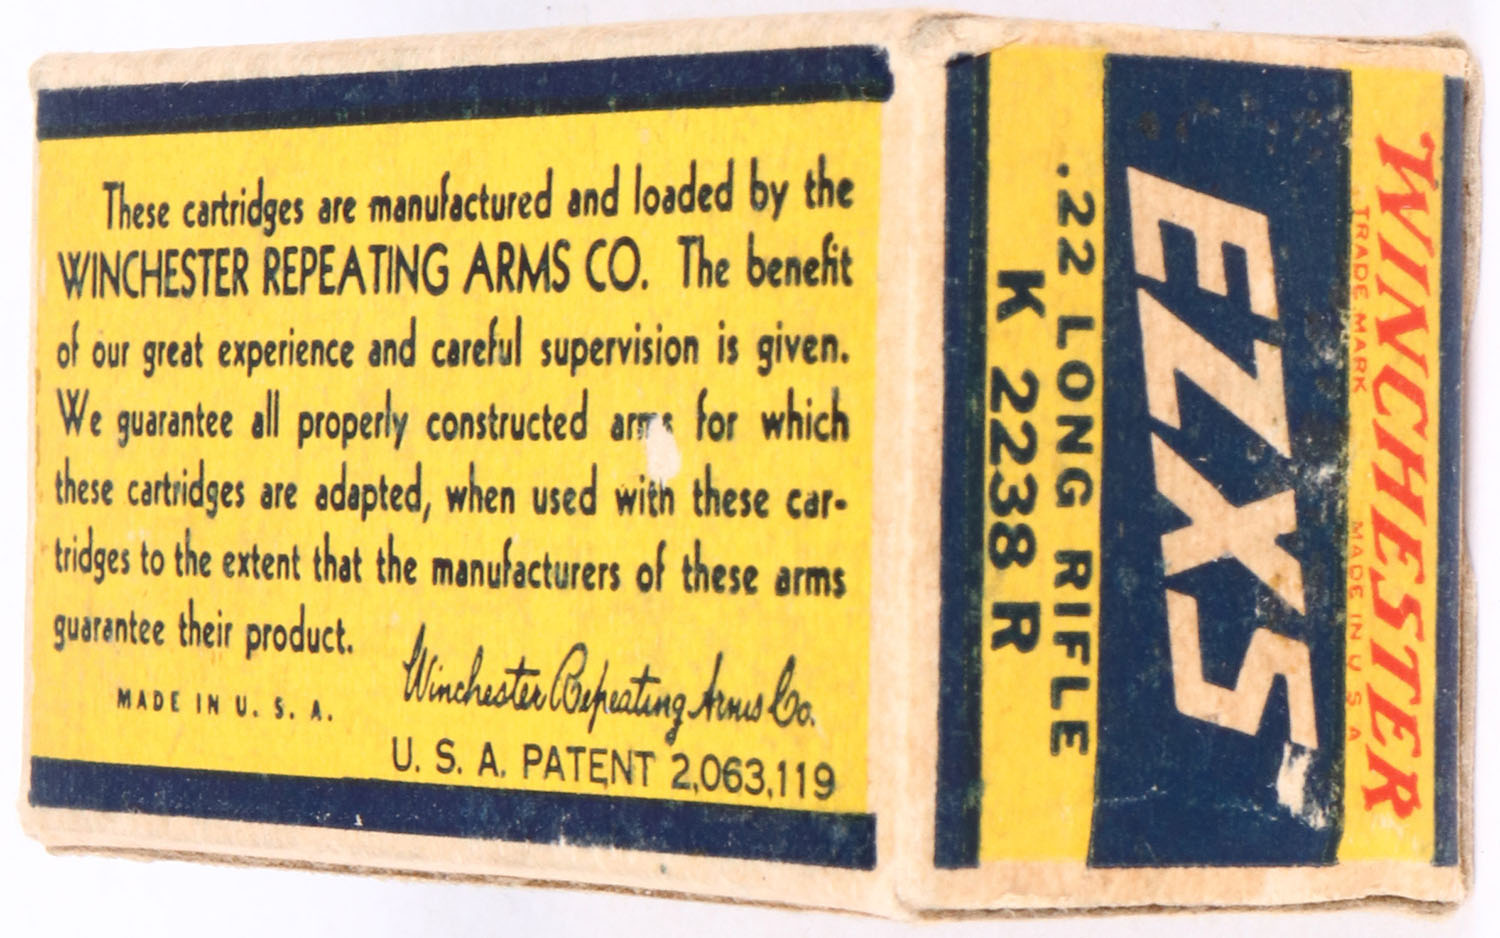 These cartridges are manufactured and loaded by the
WINCHESTER REPEATING ARMS CO. The benefit
of our great experience and careful supervision is given.
We guarantee all properly constructed arms for which
these cartridges are adapted, when used with these car-
tridges to the extent that the manufacturers of these arms
guarantee their product.
Winchester Repeating Arms Co.
MADE IN U. S. A.
U. S. A. PATENT 2,063,119
WINCHESTER
TRADE MARK MADE IN U S A
EZXS
.22 LONG RIFLE
K 2238 R